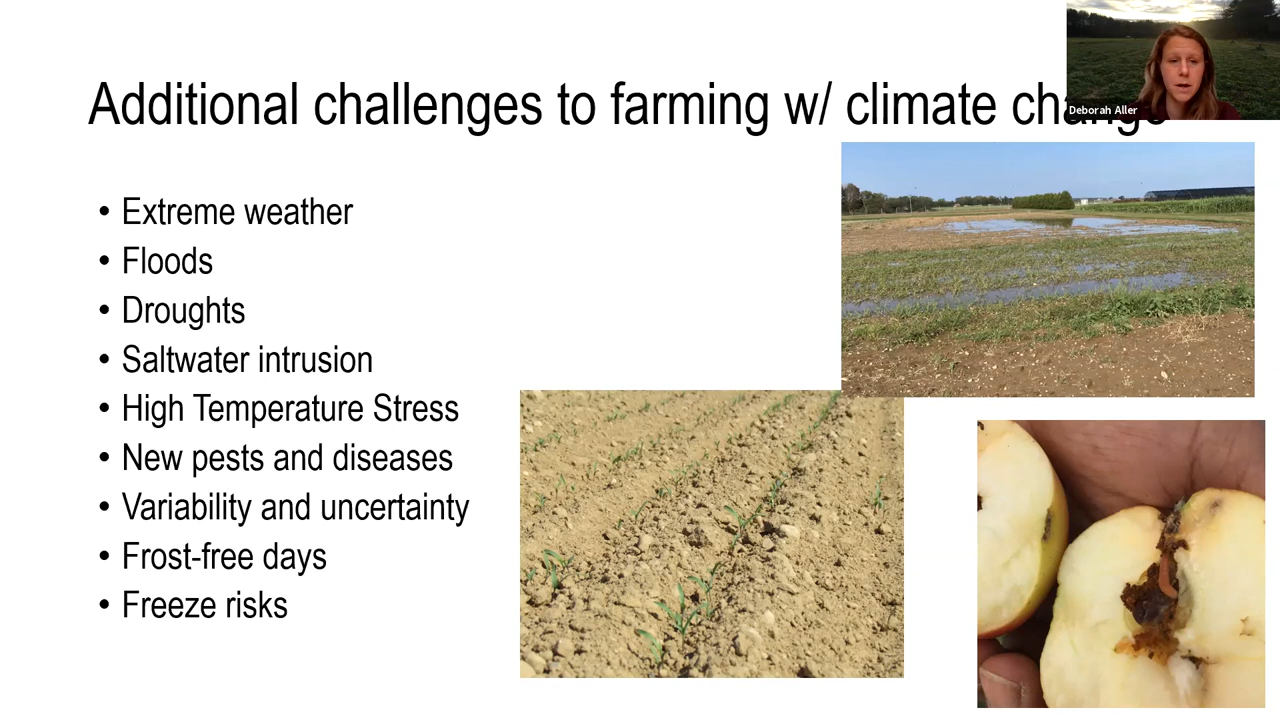 Additional challenges to farming w/ climate change
Deborah Aller
• Extreme weather
• Floods
• Droughts
• Saltwater intrusion
• High Temperature Stress
• New pests and diseases
• Variability and uncertainty
• Frost-free days
• Freeze risks